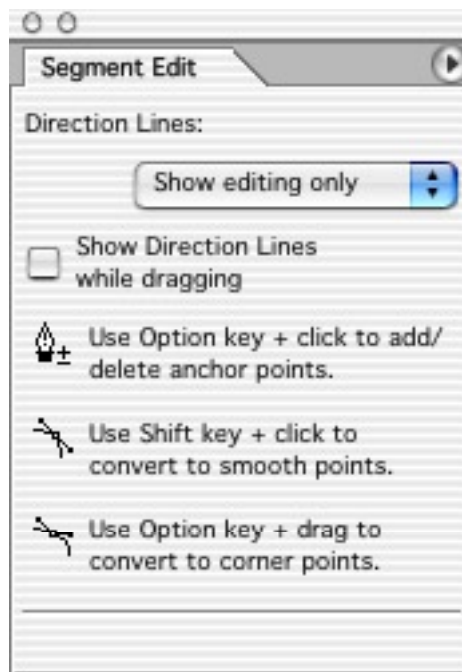 Segment Edit
Direction Lines:
Show editing only
Show Direction Lines
while dragging
Use Option key + click to add/
delete anchor points.
Use Shift key + click to
convert to smooth points.
Use Option key + drag to
convert to corner points.